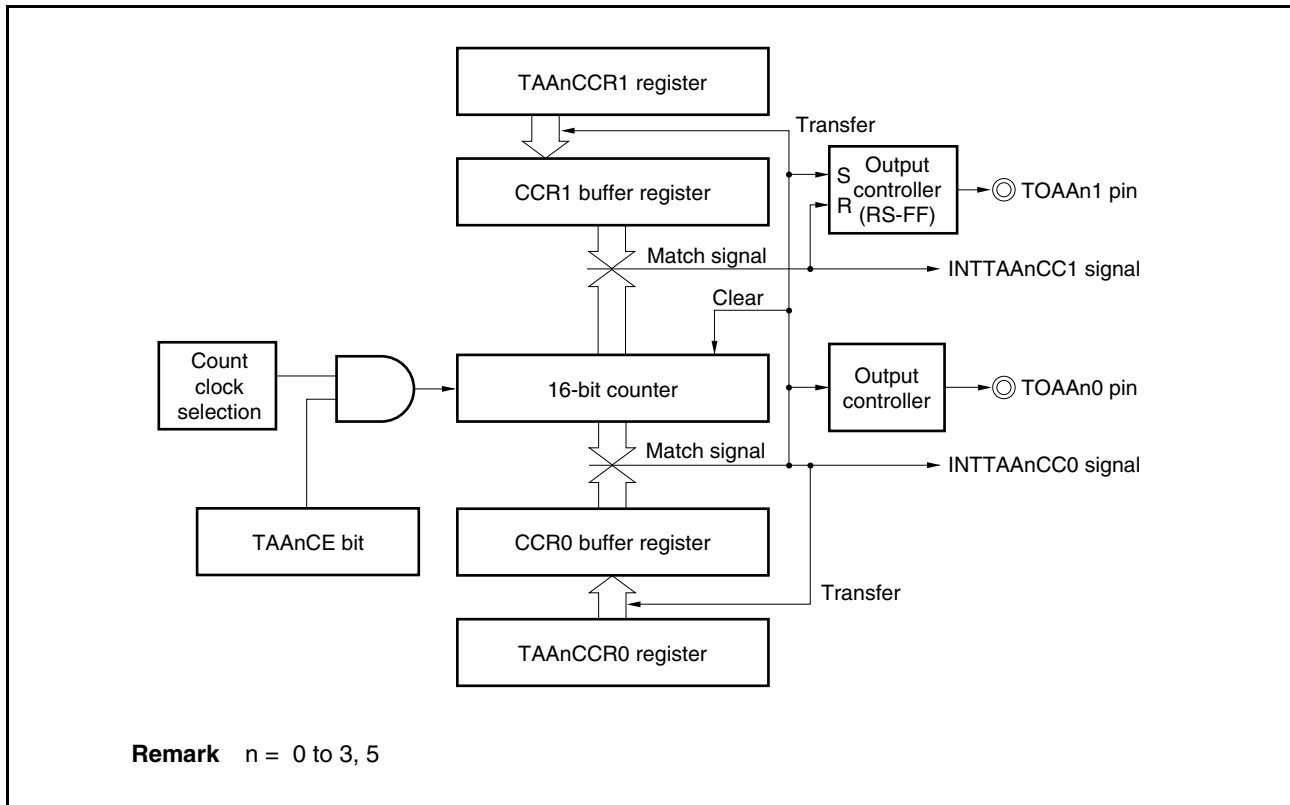 TAAnCCR1 register
Transfer
CCR1 buffer register
S
R
Output
controller
(RS-FF)
TOAAn1 pin
Match signal
INTTAAnCC1 signal
Clear
Count
clock
selection
16-bit counter
Output
controller
TOAAn0 pin
Match signal
INTTAAnCC0 signal
TAAnCE bit
CCR0 buffer register
Transfer
TAAnCCR0 register
Remark n = 0 to 3, 5